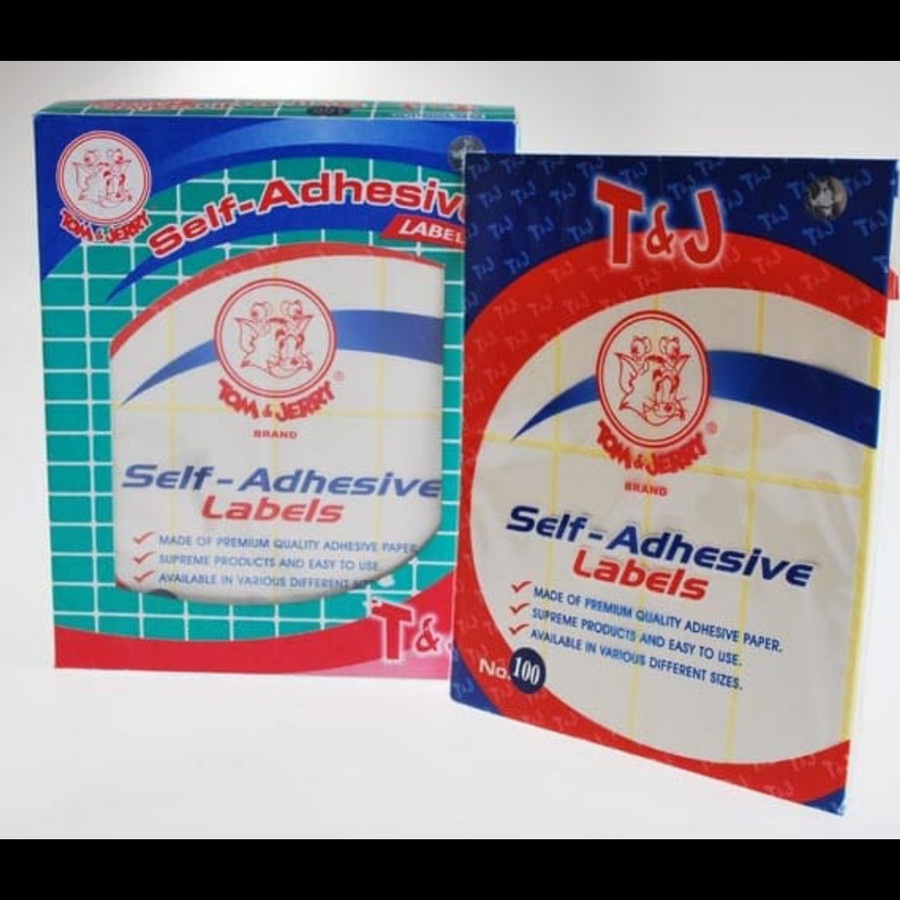 TOM & JERRY
Self-Adhesive
LABEL
TOM & JERRY ®
BRAND
Self-Adhesive
Labels
MADE OF PREMIUM QUALITY ADHESIVE PAPER.
SUPREME PRODUCTS AND EASY TO USE.
AVAILABLE IN VARIOUS DIFFERENT
T &
T & J
TOM & JERRY ®
BRAND
Self-Adhesive
Labels
MADE OF PREMIUM QUALITY ADHESIVE PAPER.
SUPREME PRODUCTS AND EASY TO USE.
AVAILABLE IN VARIOUS DIFFERENT SIZES.
No. 100